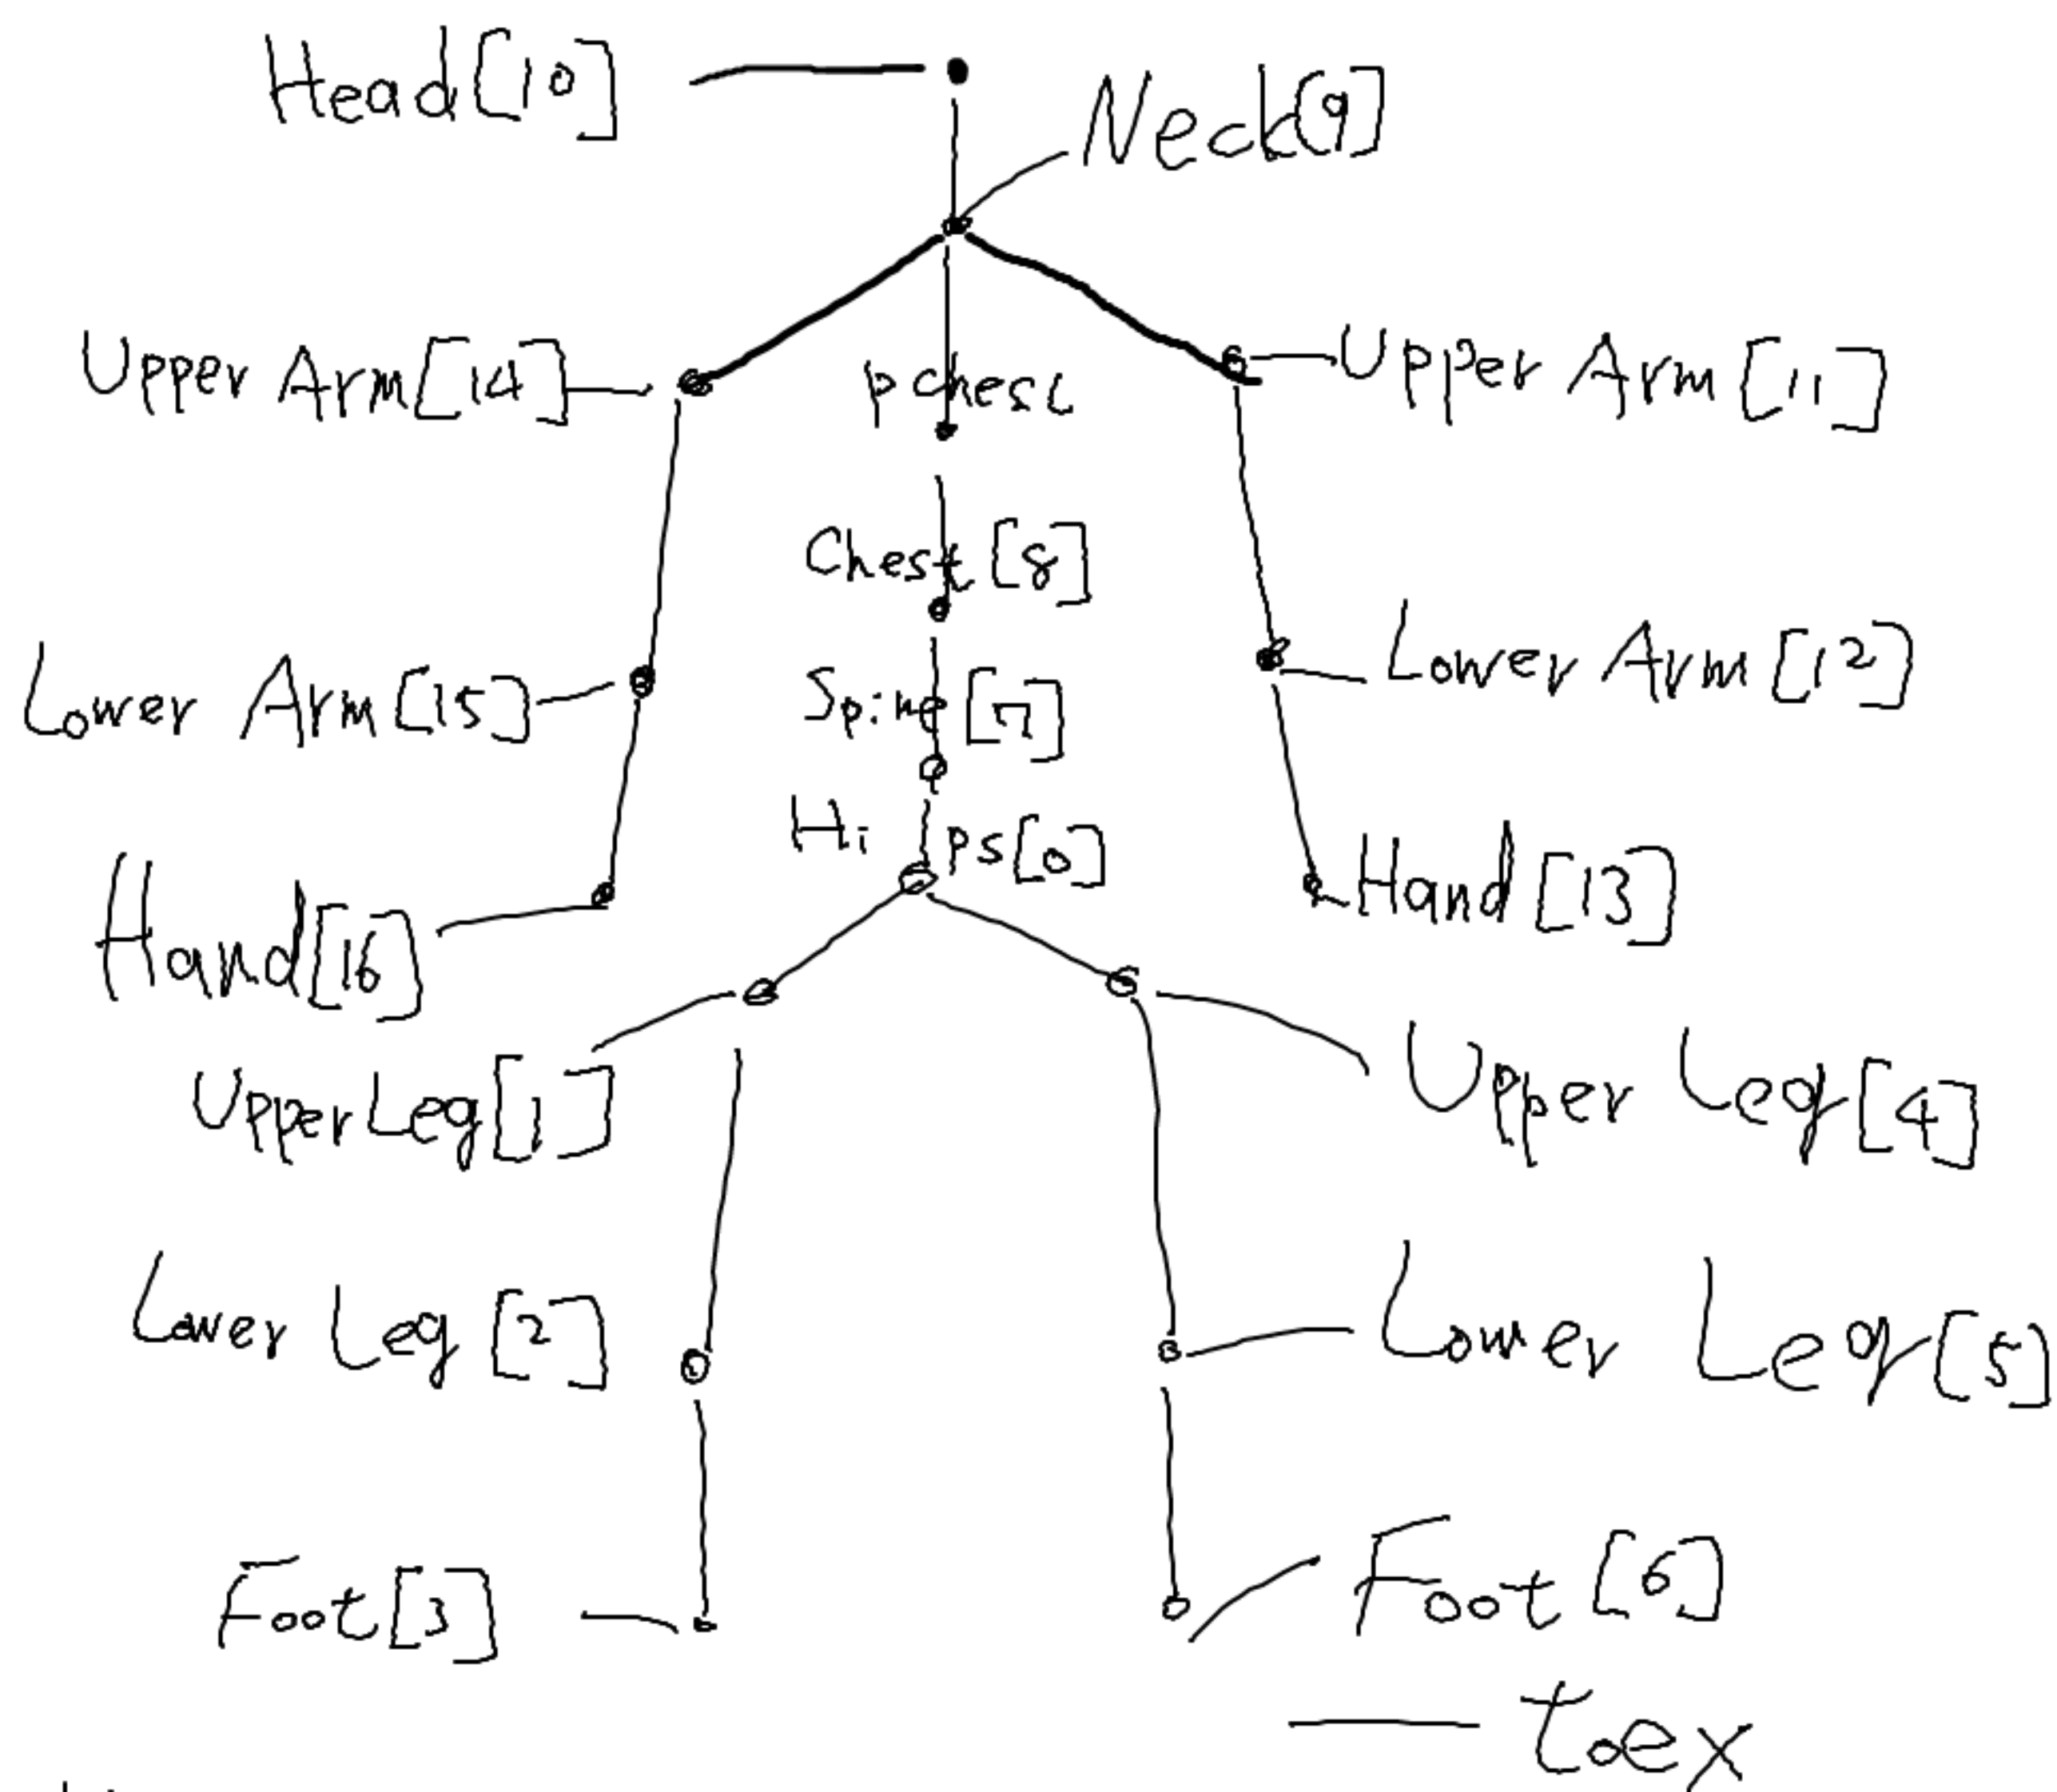 Head[10]
Neck[9]
Upper Arm[14]
Upper Arm[11]
Chest[8]
Lower Arm[15]
Spine[7]
Lower Arm[12]
Hips[0]
Hand[16]
Hand[13]
UpperLeg[1]
Upper Leg[4]
Lower Leg[2]
Lower Leg[5]
Foot[3]
Foot[6]